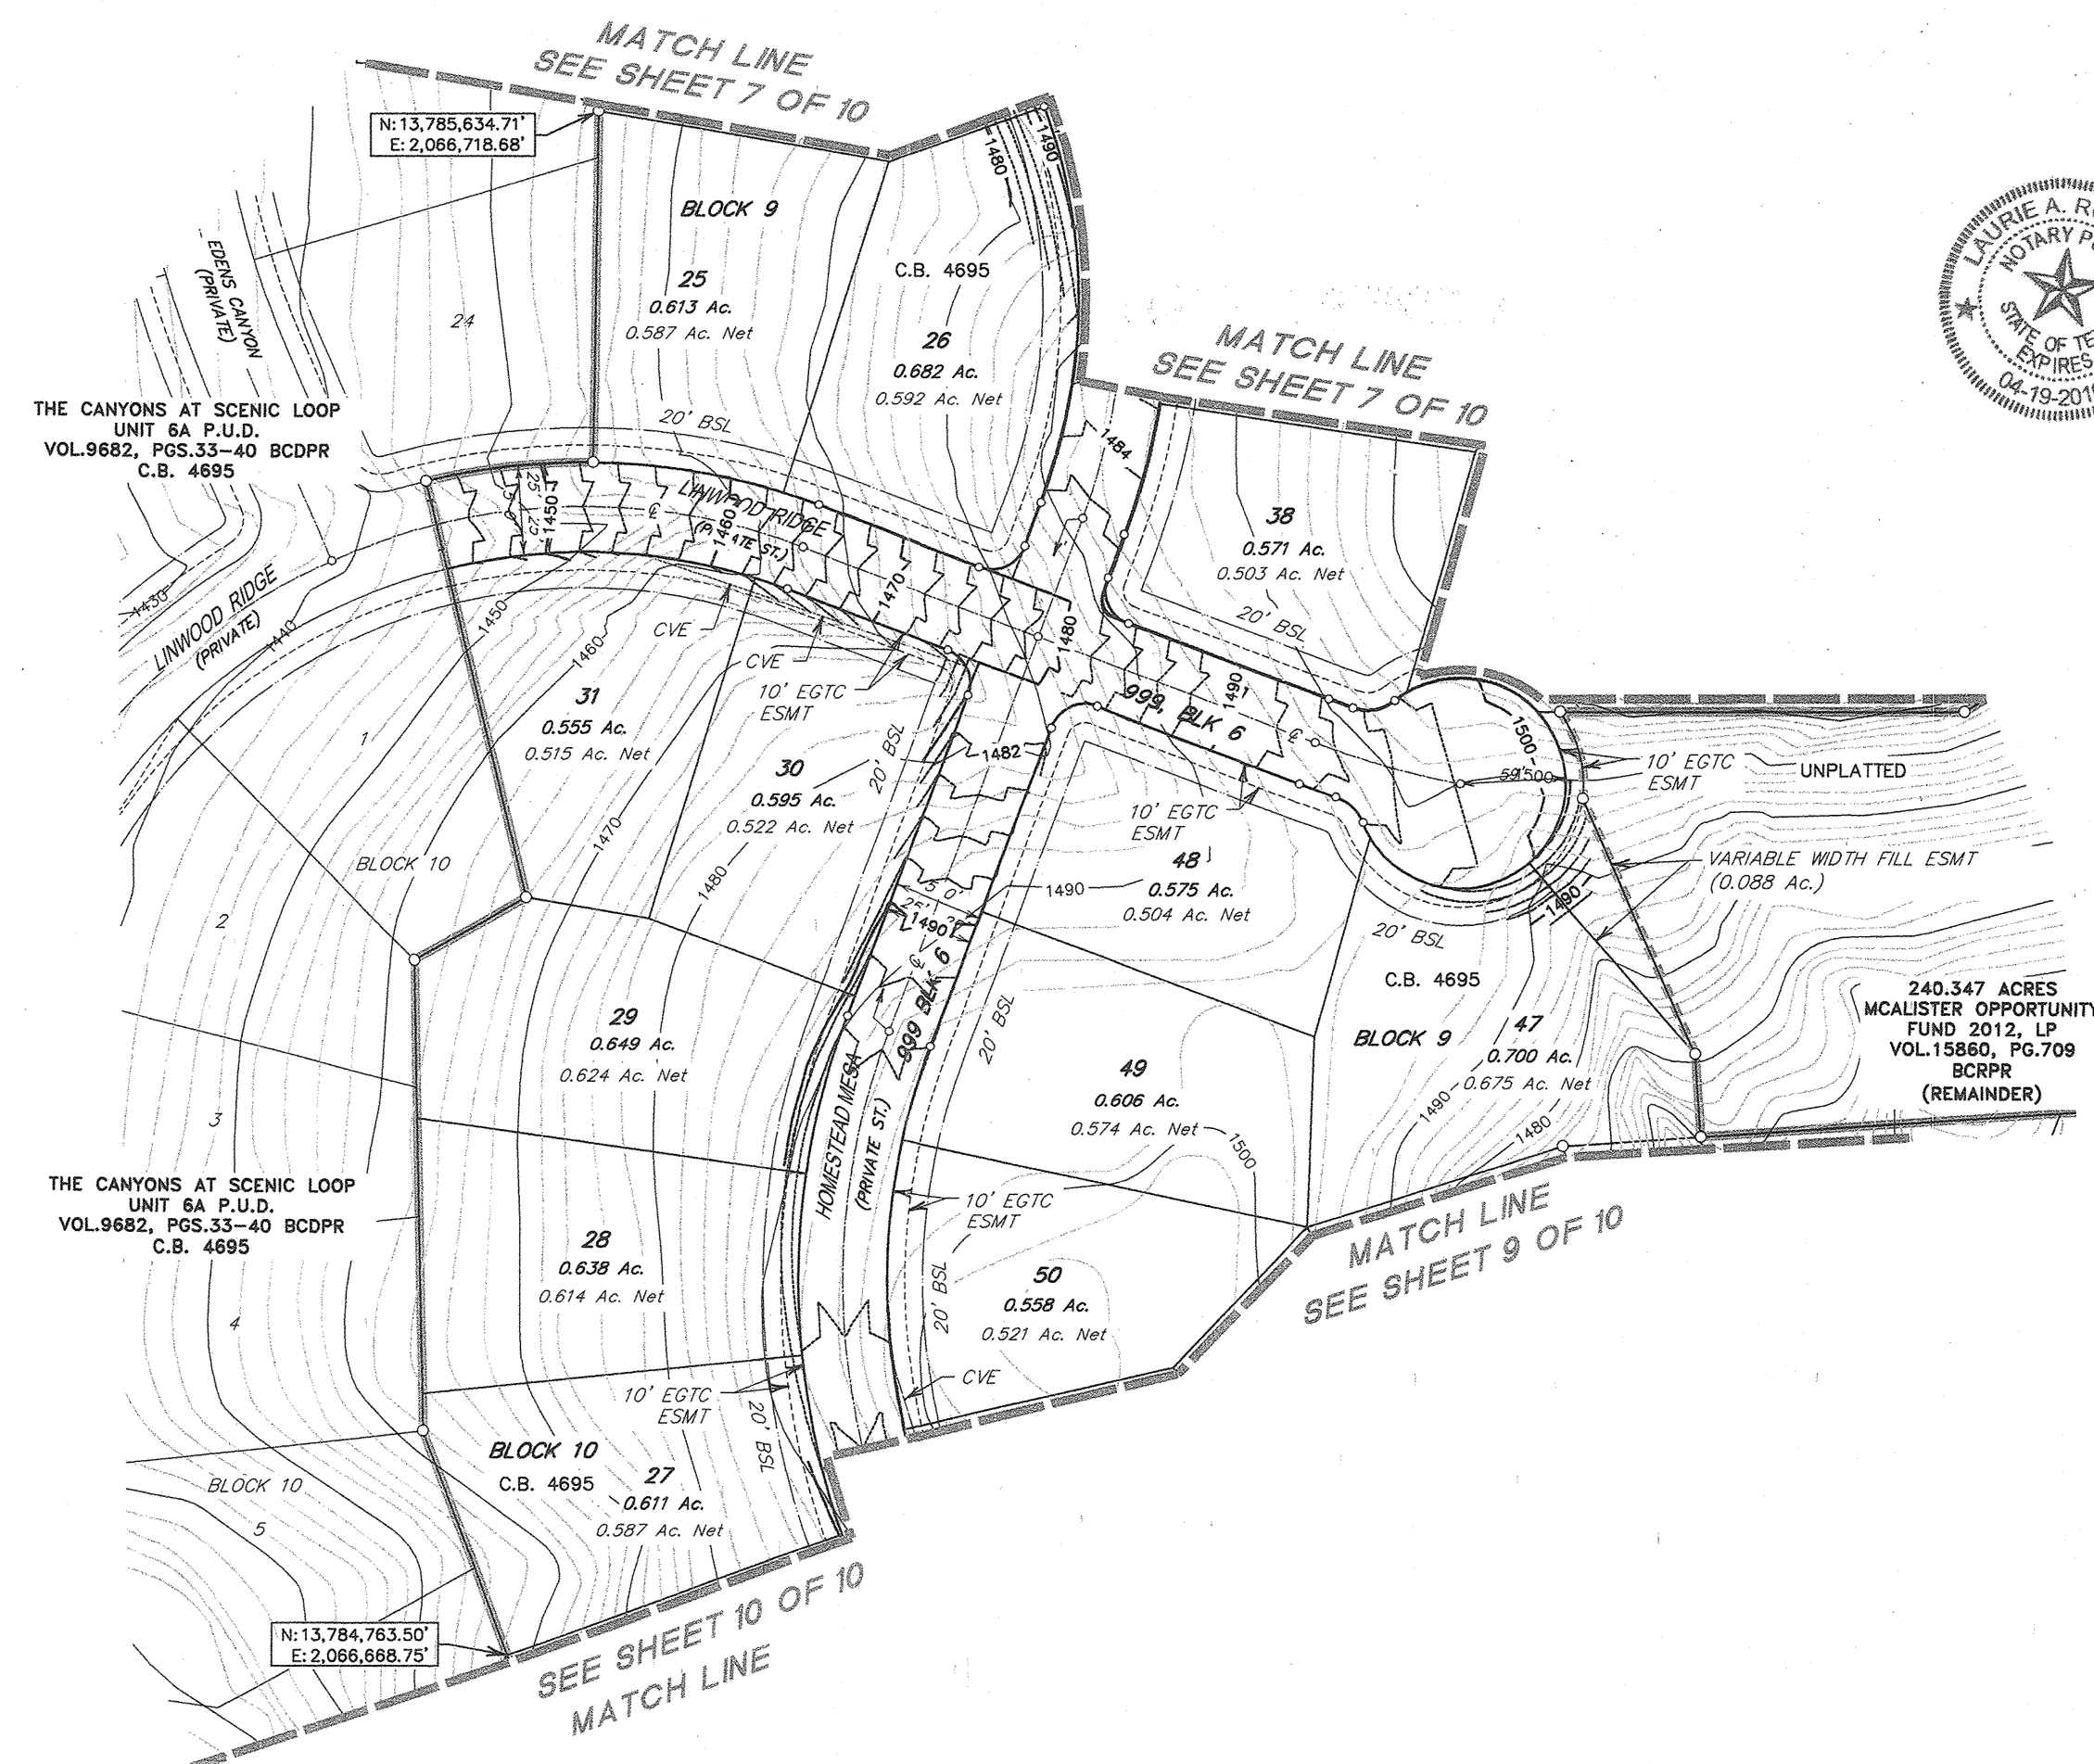 MATCH LINE
SEE SHEET 7 OF 10
N: 13,785,634.71'
E: 2,066,718.68'
1480
1490
BLOCK 9
25
0.613 Ac.
0.587 Ac. Net
C.B. 4695
26
0.682 Ac.
0.592 Ac. Net
24
EDENS CANYON
(PRIVATE)
LAURIE A.
NOTARY
STATE OF
EXPIRES
MATCH LINE
SEE SHEET 7 OF 10
THE CANYONS AT SCENIC LOOP
UNIT 6A P.U.D.
VOL.9682, PGS.33-40 BCDPR
C.B. 4695
20' BSL
1484
38
0.571 Ac.
0.503 Ac. Net
20' BSL
25'
25'
1450
LINWOOD RIDGE
1460
ST.)
1470
1480
1430
1440
LINWOOD RIDGE
(PRIVATE)
1450
1460
CVE
CVE
10' EGTC
ESMT
31
0.555 Ac.
0.515 Ac. Net
1
30
0.595 Ac.
0.522 Ac. Net
20' BSL
1482
999, BLK 6
1490
1500
59'
1500
10' EGTC
ESMT
UNPLATTED
10' EGTC
ESMT
VARIABLE WIDTH FILL ESMT
(0.088 Ac.)
1490
48
0.575 Ac.
0.504 Ac. Net
1490
20' BSL
1470
1480
BLOCK 10
2
25'
1490
999 BLK 6
20' BSL
C.B. 4695
BLOCK 9
47
0.700 Ac.
0.675 Ac. Net
1490
1480
240.347 ACRES
MCALISTER OPPORTUNITY
FUND 2012, LP
VOL.15860, PG.709
BCRPR
(REMAINDER)
29
0.649 Ac.
0.624 Ac. Net
49
0.606 Ac.
0.574 Ac. Net
1500
3
HOMESTEAD MESA
(PRIVATE ST.)
10' EGTC
ESMT
THE CANYONS AT SCENIC LOOP
UNIT 6A P.U.D.
VOL.9682, PGS.33-40 BCDPR
C.B. 4695
28
0.638 Ac.
0.614 Ac. Net
20' BSL
50
0.558 Ac.
0.521 Ac. Net
CVE
MATCH LINE
SEE SHEET 9 OF 10
4
10' EGTC
ESMT
20' BSL
BLOCK 10
C.B. 4695
27
0.611 Ac.
0.587 Ac. Net
BLOCK 10
5
N: 13,784,763.50'
E: 2,066,668.75'
SEE SHEET 10 OF 10
MATCH LINE